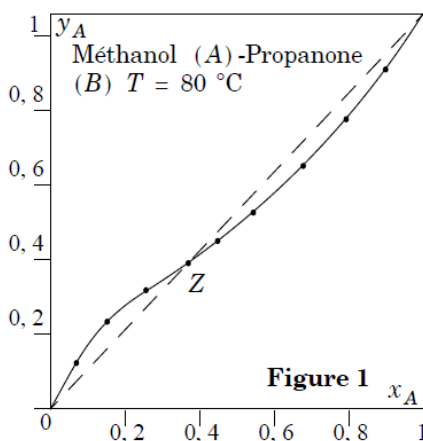 y_A
1
Méthanol (A)-Propanone
(B) T = 80 °C
0, 8
0, 6
0, 4
Z
0, 2
Figure 1
x_A
0
0, 2
0, 4
0, 6
0, 8
1